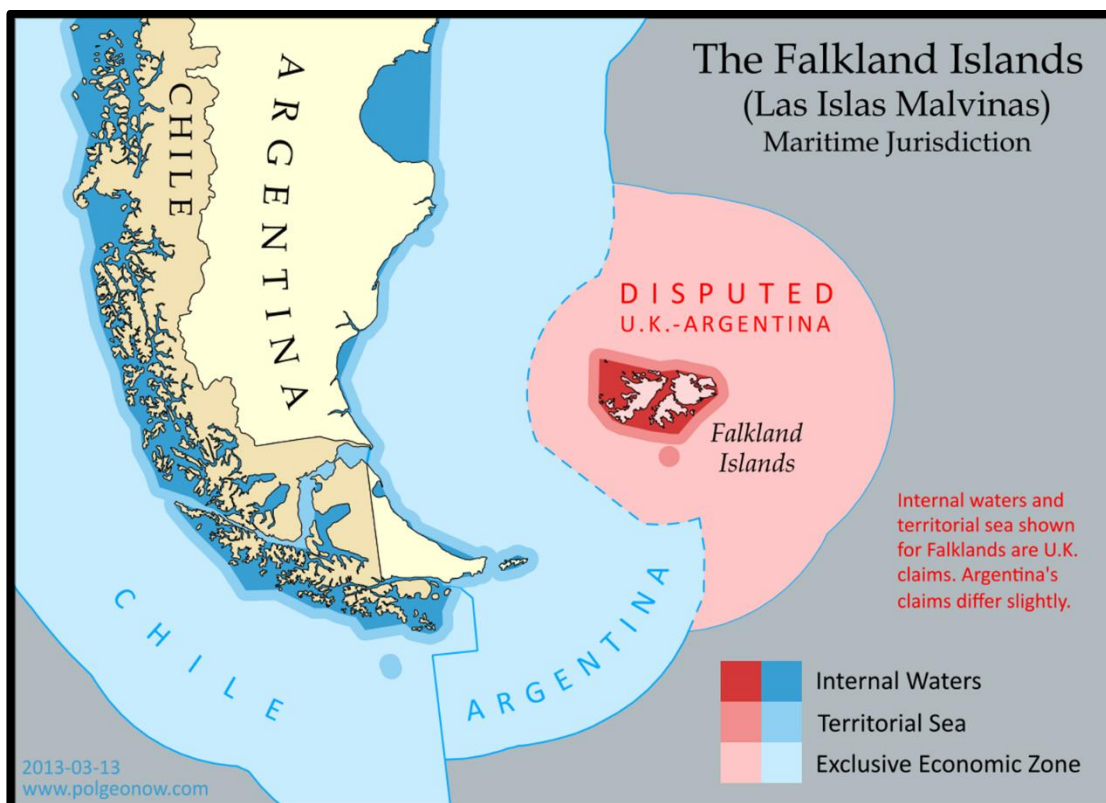 The Falkland Islands
(Las Islas Malvinas)
Maritime Jurisdiction
CHILE
ARGENTINA
DISPUTED
U.K.-ARGENTINA
Falkland
Islands
Internal waters and
territorial sea shown
for Falklands are U.K.
claims. Argentina's
claims differ slightly.
CHILE
ARGENTINA
Internal Waters
Territorial Sea
Exclusive Economic Zone
2013-03-13
www.polgeonow.com